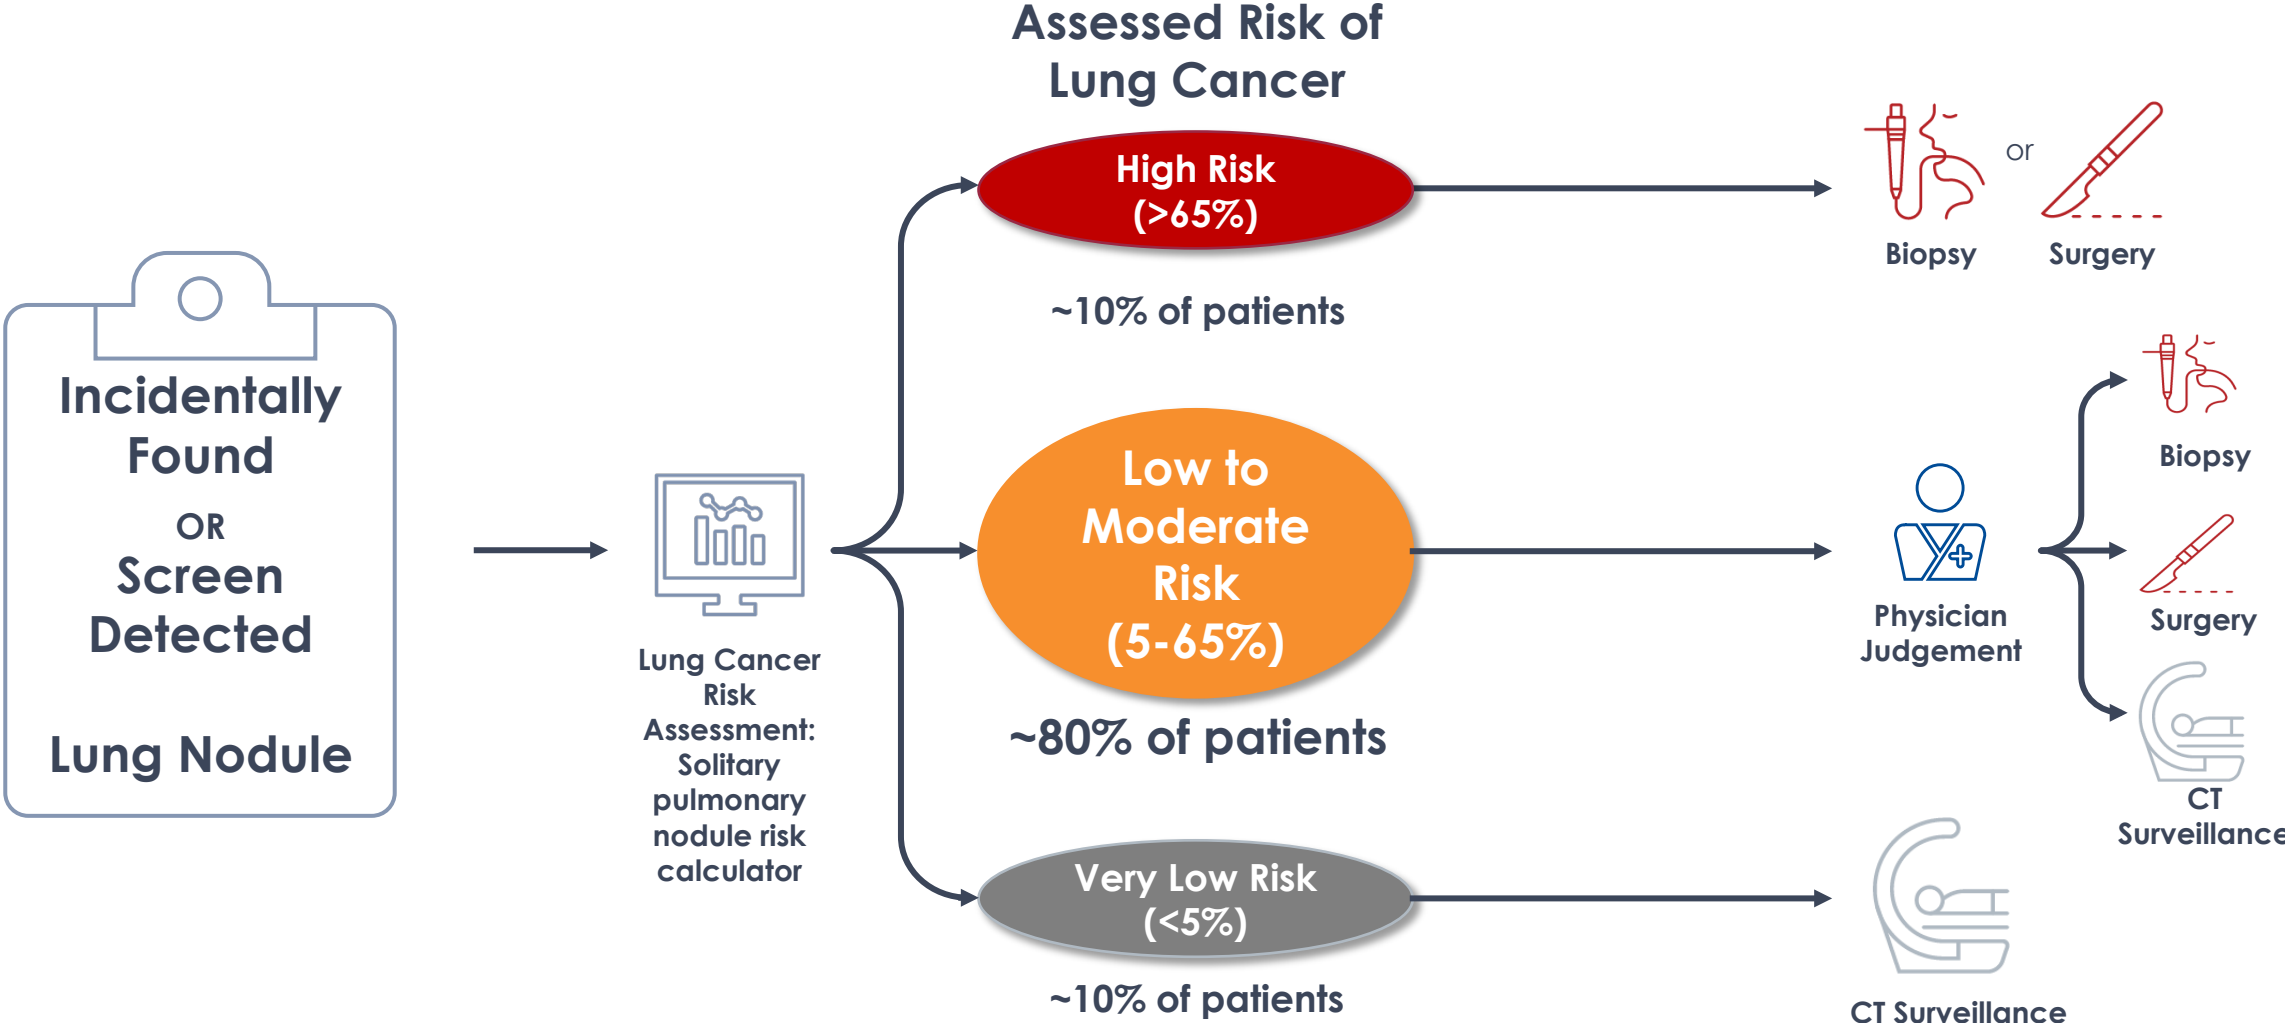 Assessed Risk of
Lung Cancer
Incidentally
Found
OR
Screen
Detected
Lung Nodule
Lung Cancer
Risk
Assessment:
Solitary
pulmonary
nodule risk
calculator
High Risk
(>65%)
~10% of patients
or
Biopsy
Surgery
Low to
Moderate
Risk
(5-65%)
~80% of patients
Physician
Judgement
Biopsy
Surgery
CT
Surveillance
Very Low Risk
(<5%)
~10% of patients
CT Surveillance